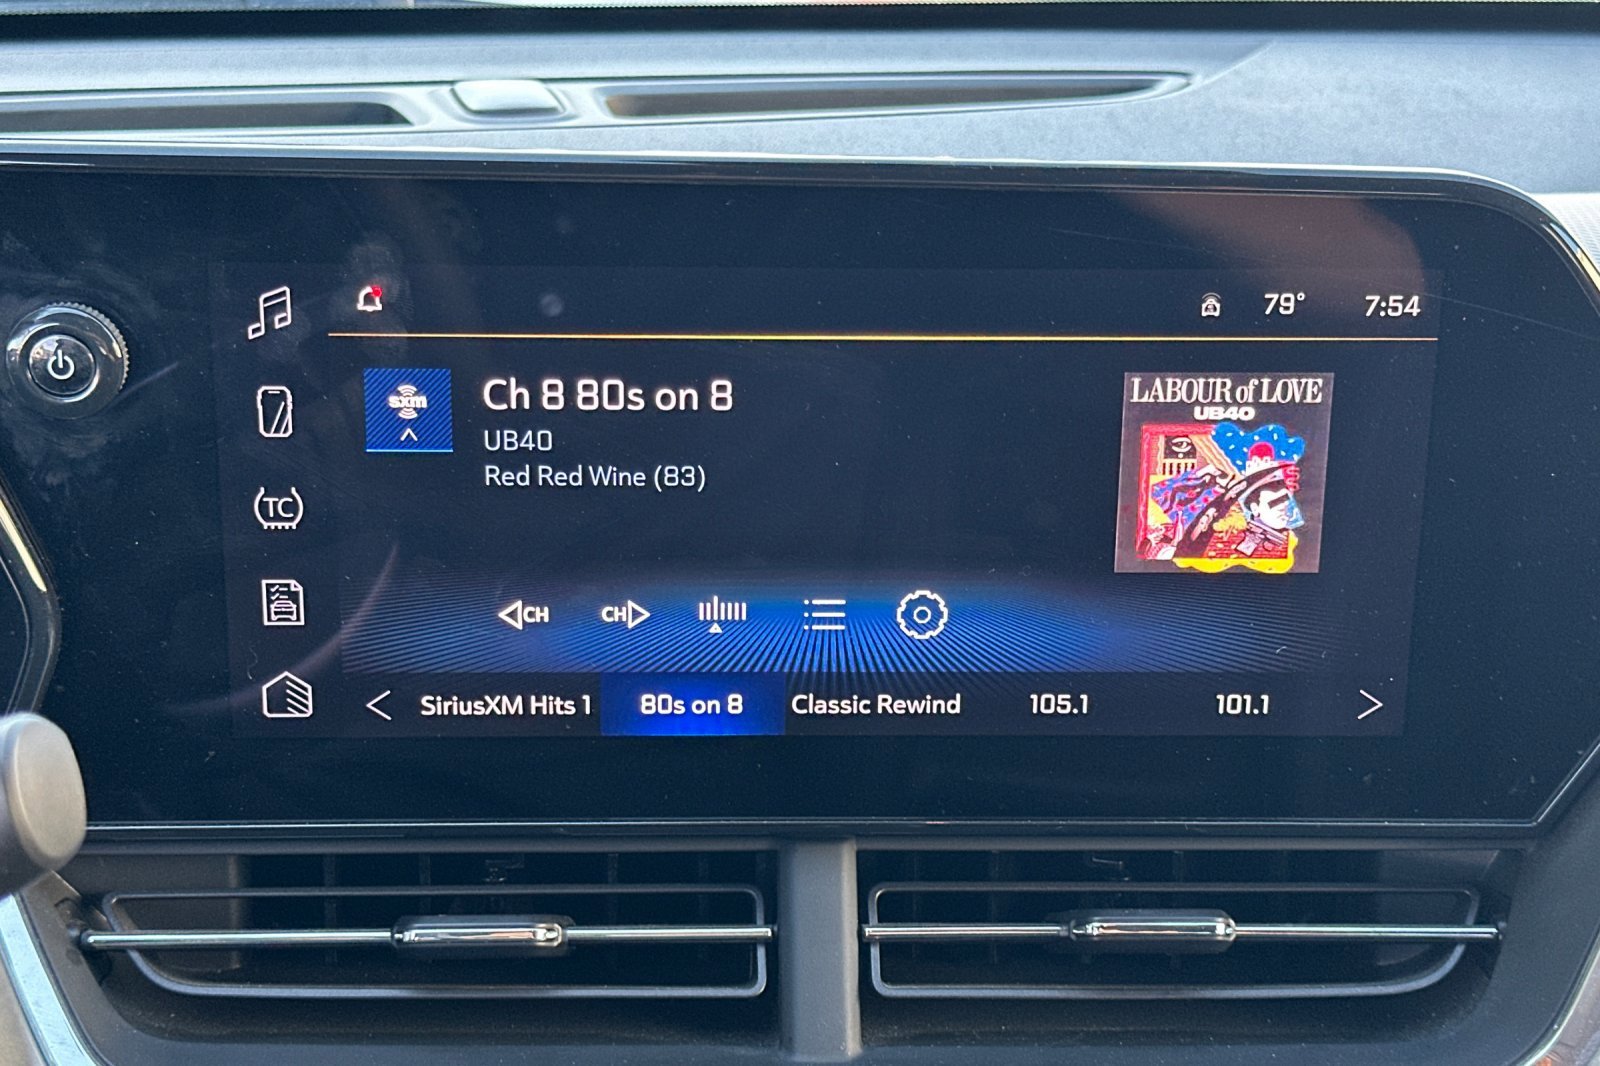 79°
7:54
sxm
Ch 8 80s on 8
UB40
Red Red Wine (83)
LABOUR of LOVE
UB40
TC
CH
CH
SiriusXM Hits 1
80s on 8
Classic Rewind
105.1
101.1